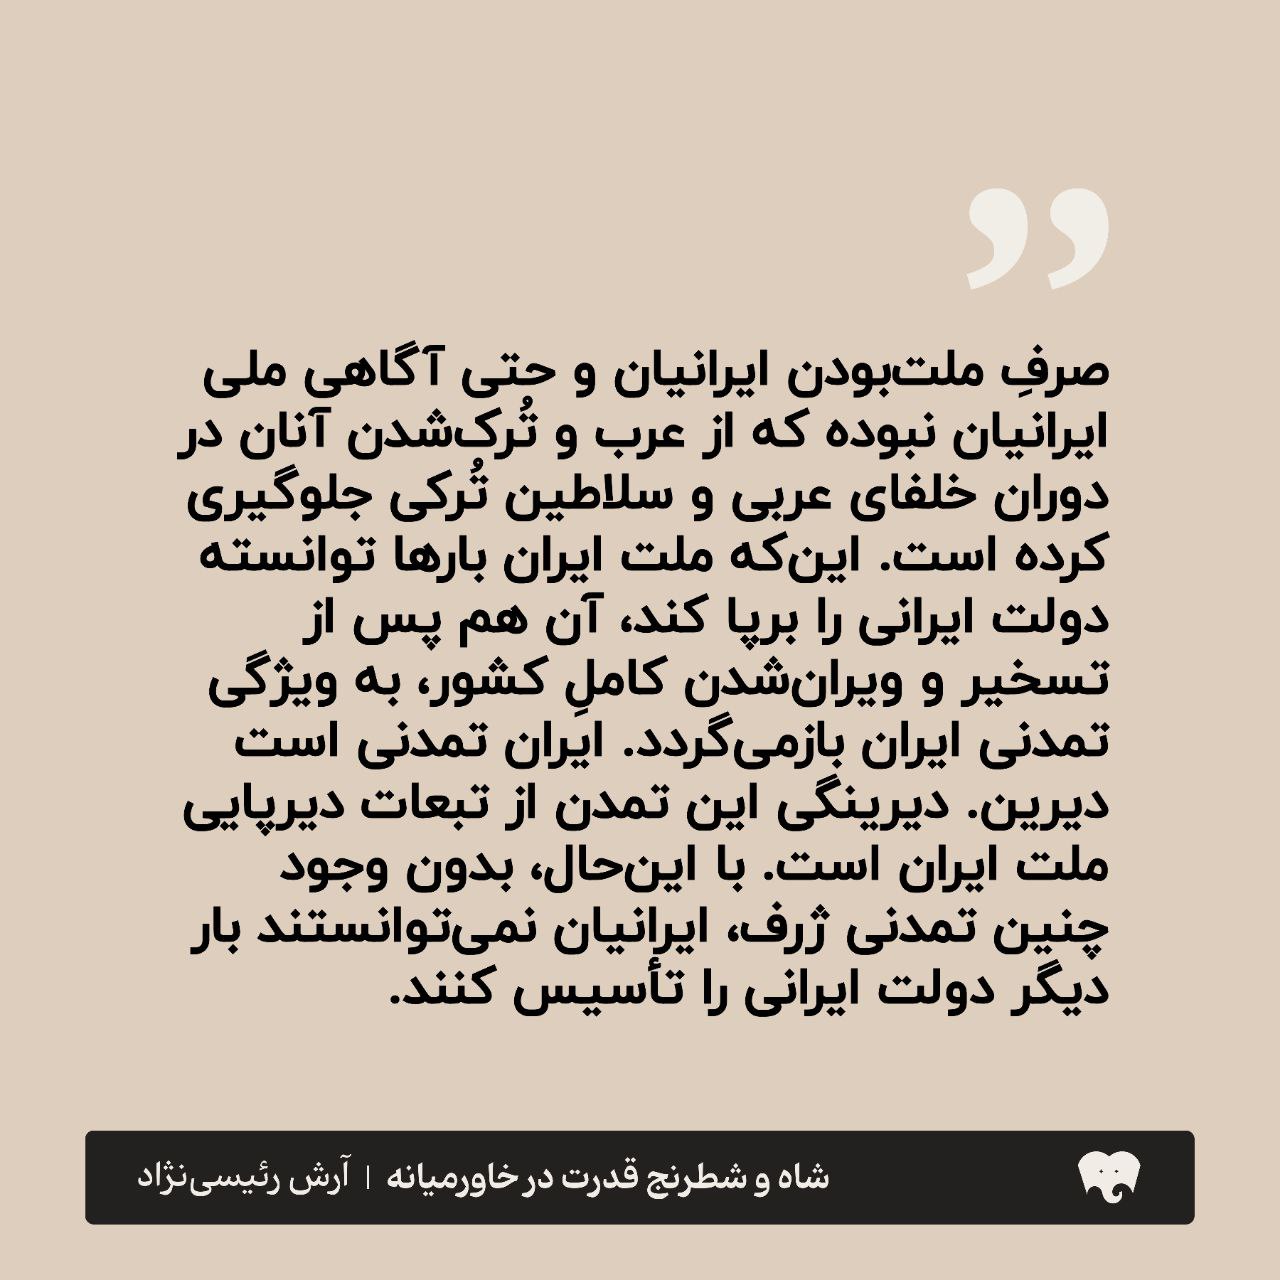 ”
صرفِ ملت‌بودن ایرانیان و حتی آگاهی ملی
ایرانیان نبوده که از عرب و تُرک‌شدن آنان در
دوران خلفای عربی و سلاطین تُرکی جلوگیری
کرده است. این‌که ملت ایران بارها توانسته
دولت ایرانی را برپا کند، آن هم پس از
تسخیر و ویران‌شدن کاملِ کشور، به ویژگی
تمدنی ایران بازمی‌گردد. ایران تمدنی است
دیرین. دیرینگی این تمدن از تبعات دیرپایی
ملت ایران است. با این‌حال، بدون وجود
چنین تمدنی ژرف، ایرانیان نمی‌توانستند بار
دیگر دولت ایرانی را تأسیس کنند.
شاه و شطرنج قدرت در خاورمیانه | آرش رئیسی‌نژاد